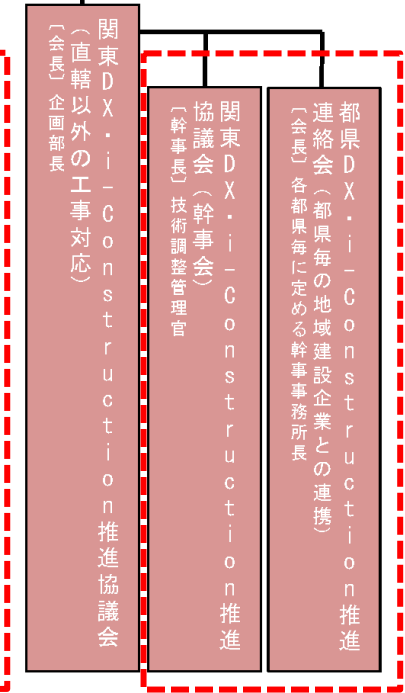 関東DX・i-Construction推進協議会
(直轄以外の工事対応)
〔会長〕企画部長
関東DX・i-Construction推進
協議会(幹事会)
〔幹事長〕技術調整管理官
都県DX・i-Construction推進
連絡会(都県毎の地域建設企業との連携)
〔会長〕各都県毎に定める幹事事務所長